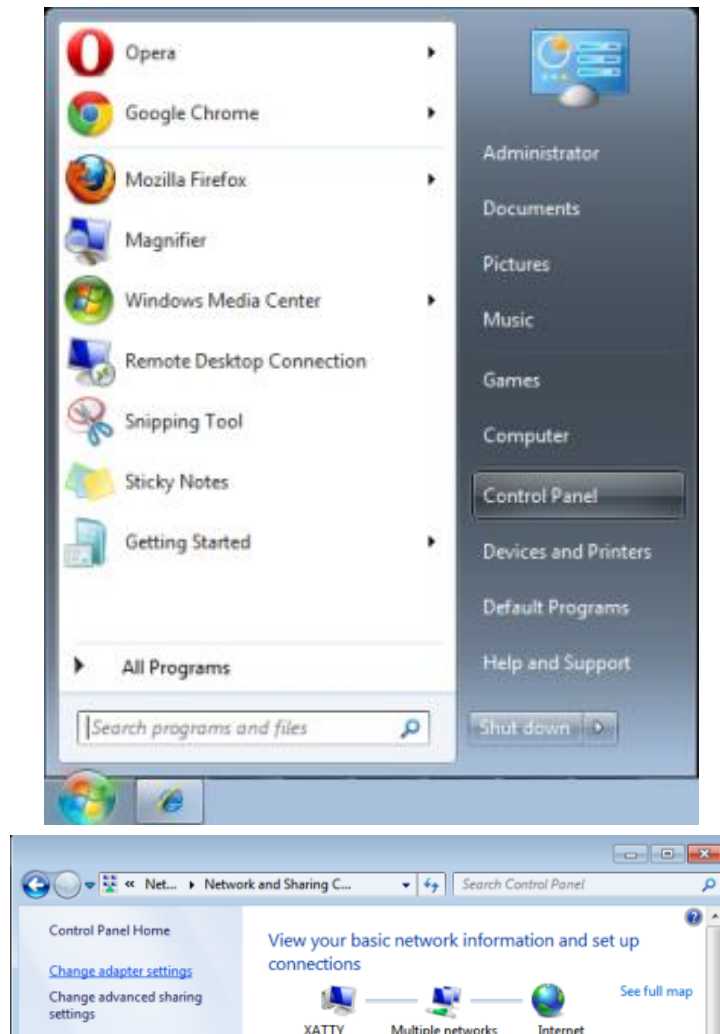 Opera
Google Chrome
Mozilla Firefox
Magnifier
Windows Media Center
Remote Desktop Connection
Snipping Tool
Sticky Notes
Getting Started
All Programs
Search programs and files
Administrator
Documents
Pictures
Music
Games
Computer
Control Panel
Devices and Printers
Default Programs
Help and Support
Shut down
« Net... Network and Sharing C...
Search Control Panel
Control Panel Home
Change adapter settings
Change advanced sharing
settings
View your basic network information and set up
connections
See full map
XATTY Multiple networks Internet